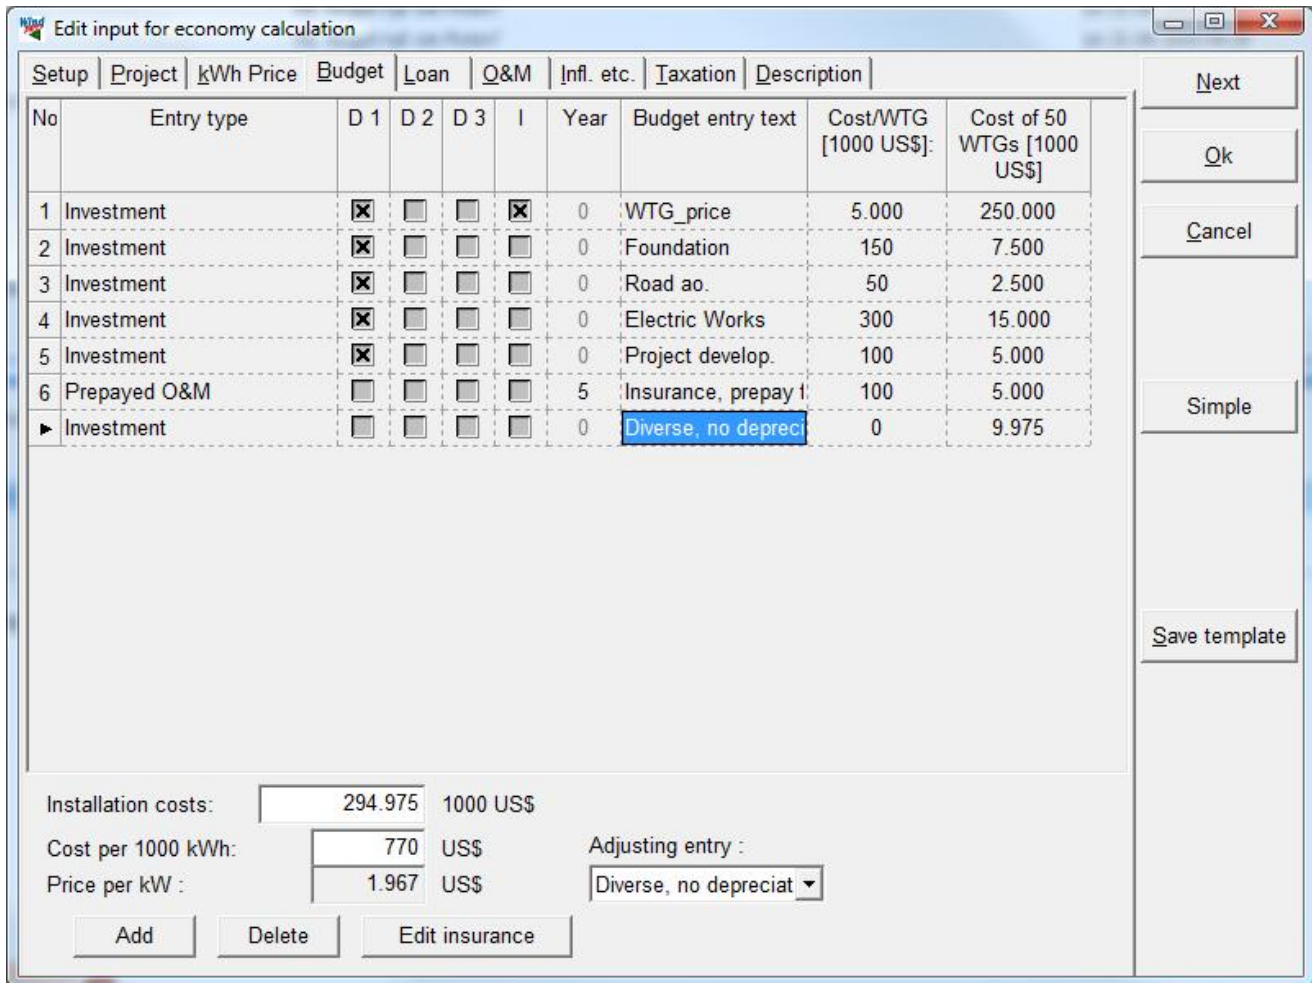 Edit input for economy calculation
Setup Project kWh Price Budget Loan O&M Infl. etc. Taxation Description
No Entry type D 1 D 2 D 3 I Year Budget entry text Cost/WTG [1000 US$]: Cost of 50 WTGs [1000 US$]
1 Investment 0 WTG_price 5.000 250.000
2 Investment 0 Foundation 150 7.500
3 Investment 0 Road ao. 50 2.500
4 Investment 0 Electric Works 300 15.000
5 Investment 0 Project develop. 100 5.000
6 Prepayed O&M 5 Insurance, prepay 100 5.000
Investment 0 Diverse, no depreci 0 9.975
Next
Ok
Cancel
Simple
Save template
Installation costs: 294.975 1000 US$
Cost per 1000 kWh: 770 US$ Adjusting entry :
Price per kW : 1.967 US$ Diverse, no depreciat
Add Delete Edit insurance